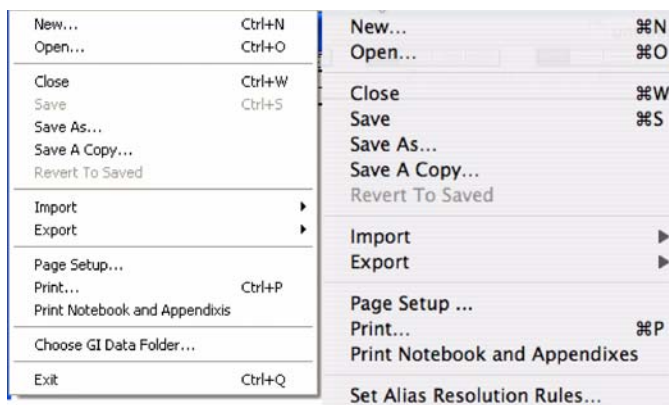 New... Ctrl+N
Open... Ctrl+O
Close Ctrl+W
Save Ctrl+S
Save As...
Save A Copy...
Revert To Saved
Import
Export
Page Setup...
Print... Ctrl+P
Print Notebook and Appendixis
Choose GI Data Folder...
Exit Ctrl+Q
New... ⌘N
Open... ⌘O
Close ⌘W
Save ⌘S
Save As...
Save A Copy...
Revert To Saved
Import
Export
Page Setup ...
Print... ⌘P
Print Notebook and Appendixes
Set Alias Resolution Rules...